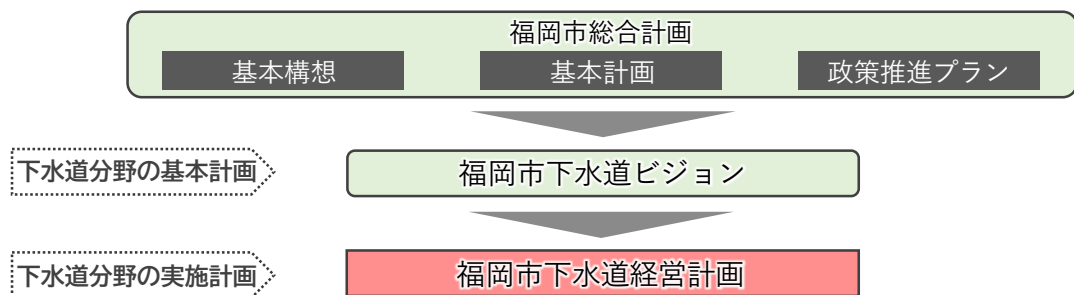 福岡市総合計画
基本構想 基本計画 政策推進プラン
下水道分野の基本計画 福岡市下水道ビジョン
下水道分野の実施計画 福岡市下水道経営計画